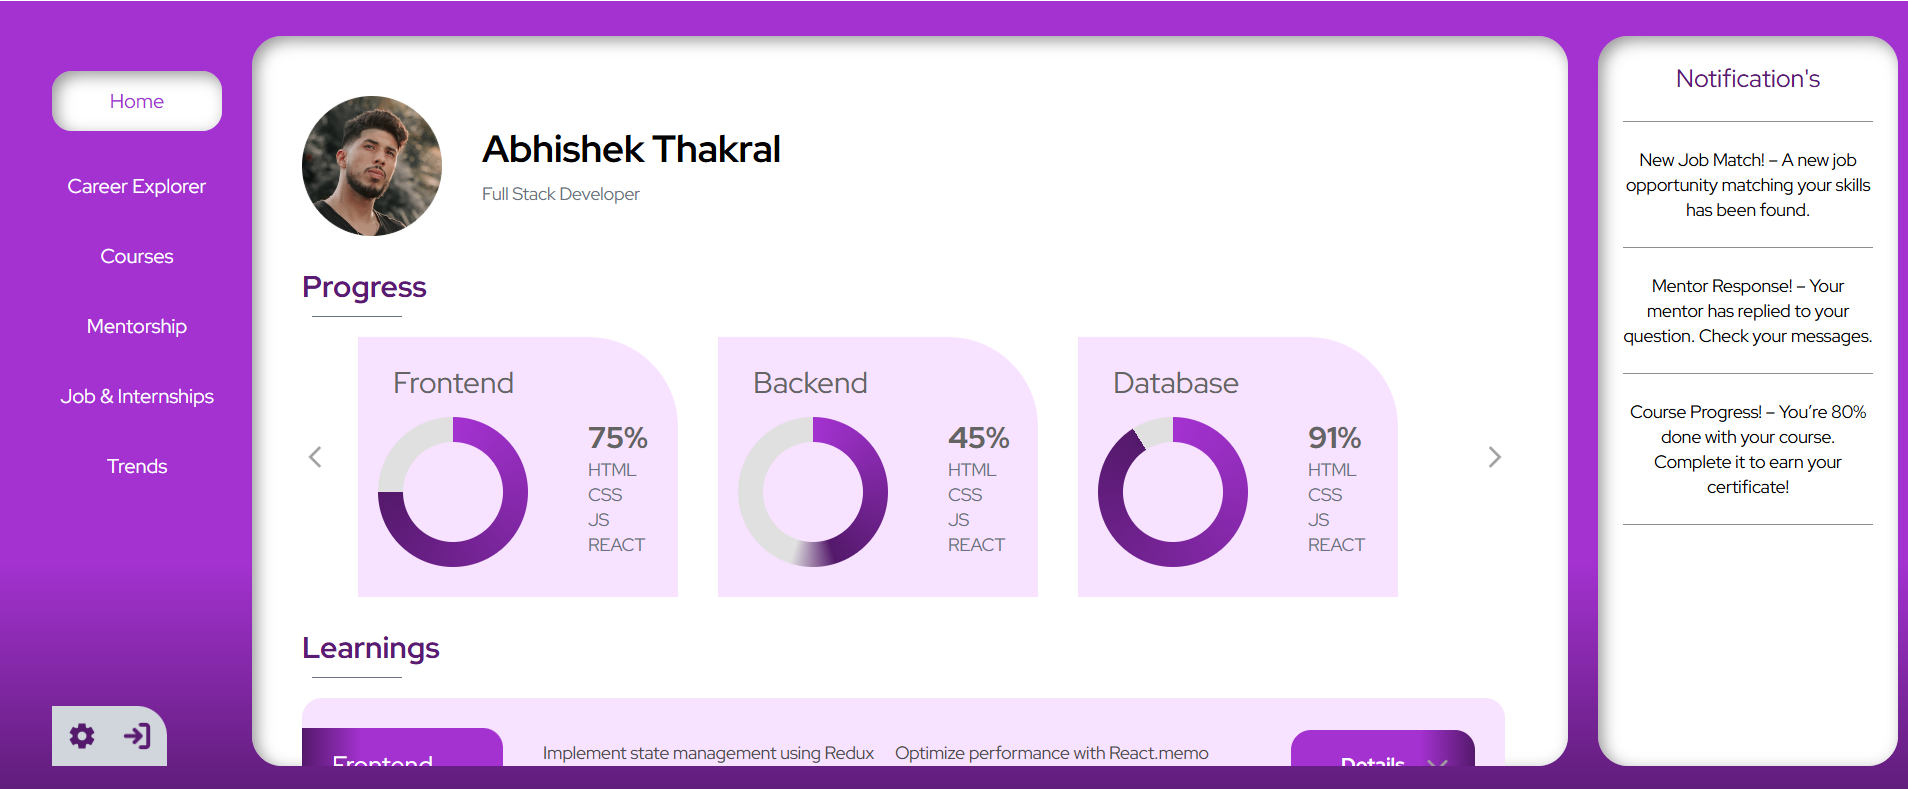 Home
Career Explorer
Courses
Mentorship
Job & Internships
Trends
Abhishek Thakral
Full Stack Developer
Progress
Frontend
75%
HTML
CSS
JS
REACT
Backend
45%
HTML
CSS
JS
REACT
Database
91%
HTML
CSS
JS
REACT
Learnings
Frontend
Implement state management using Redux
Optimize performance with React.memo
Details
Notification's
New Job Match! – A new job
opportunity matching your skills
has been found.
Mentor Response! – Your
mentor has replied to your
question. Check your messages.
Course Progress! – You’re 80%
done with your course.
Complete it to earn your
certificate!